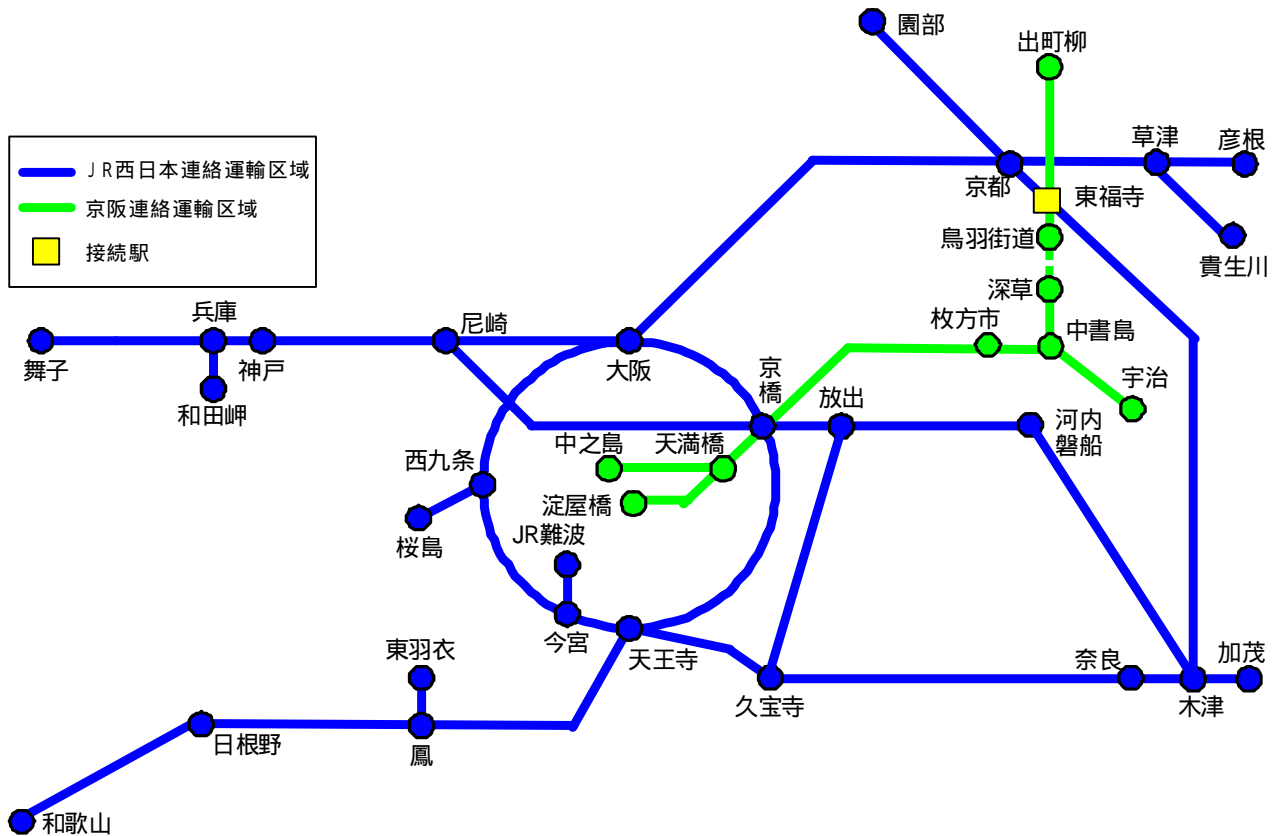 園部
出町柳
草津
彦根
JR西日本連絡運輸区域
京阪連絡運輸区域
接続駅
京都
東福寺
鳥羽街道
貴生川
深草
兵庫
尼崎
枚方市
中書島
舞子
神戸
大阪
京橋
宇治
和田岬
放出
河内
磐船
中之島
天満橋
西九条
淀屋橋
桜島
JR難波
今宮
天王寺
東羽衣
奈良
加茂
久宝寺
木津
日根野
鳳
和歌山